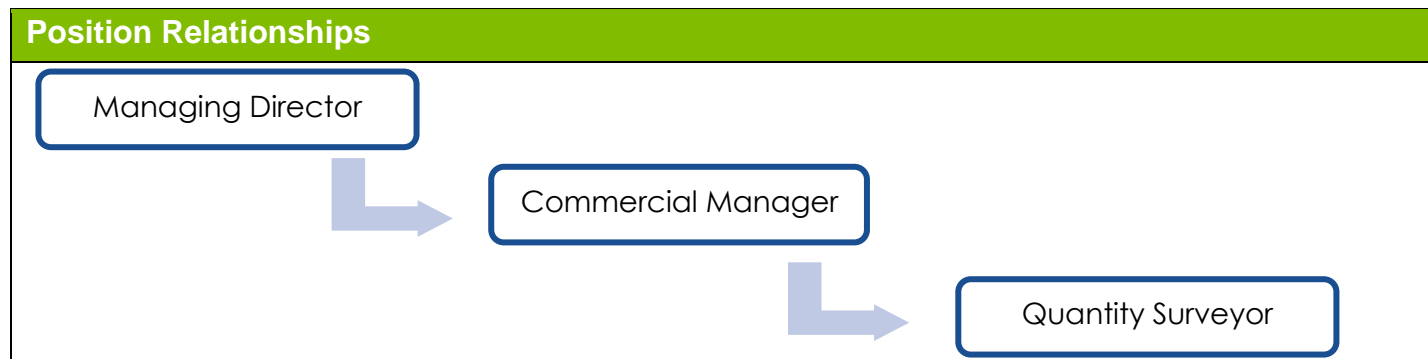 Position Relationships
Managing Director
Commercial Manager
Quantity Surveyor